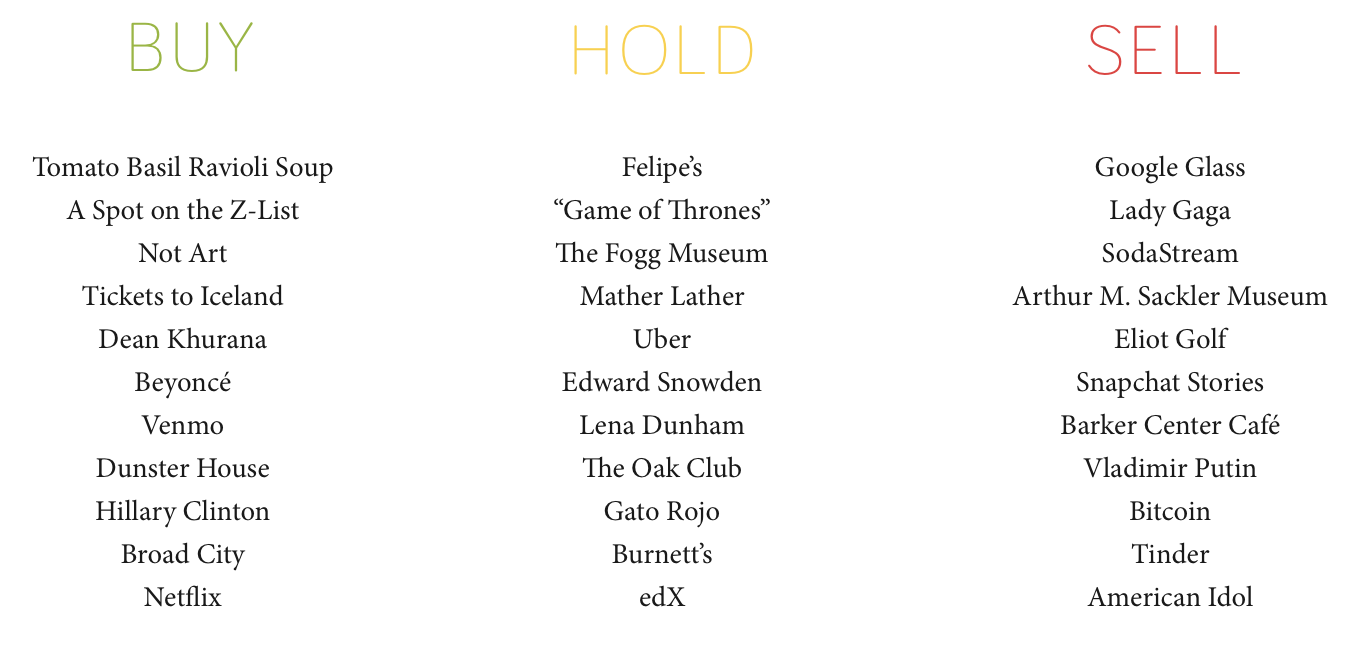 BUY
Tomato Basil Ravioli Soup
A Spot on the Z-List
Not Art
Tickets to Iceland
Dean Khurana
Beyoncé
Venmo
Dunster House
Hillary Clinton
Broad City
Netflix
HOLD
Felipe’s
“Game of Thrones”
The Fogg Museum
Mather Lather
Uber
Edward Snowden
Lena Dunham
The Oak Club
Gato Rojo
Burnett’s
edX
SELL
Google Glass
Lady Gaga
SodaStream
Arthur M. Sackler Museum
Eliot Golf
Snapchat Stories
Barker Center Café
Vladimir Putin
Bitcoin
Tinder
American Idol